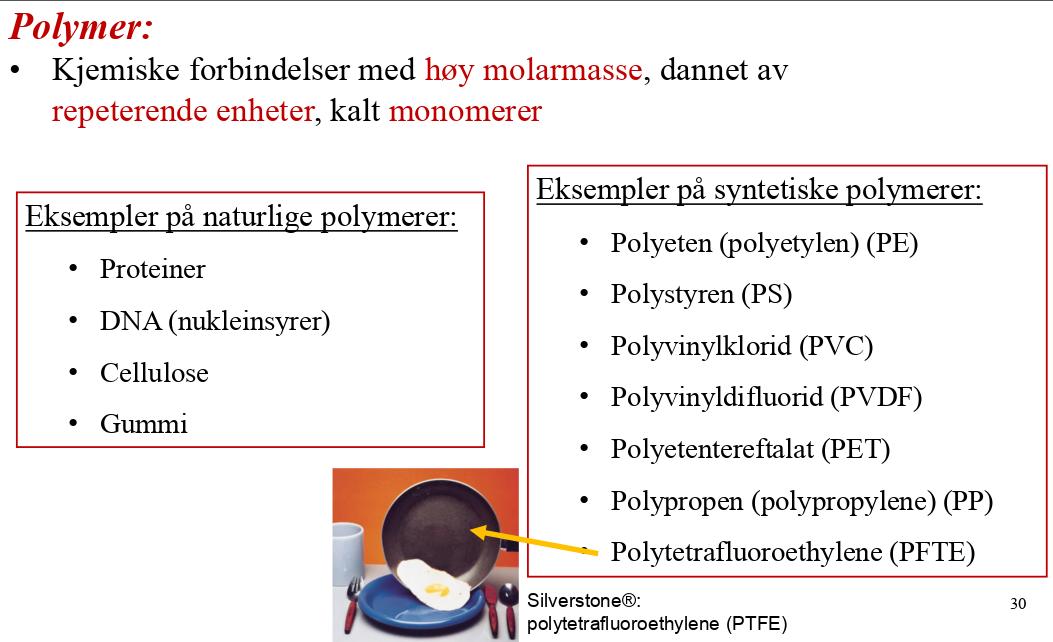 Polymer:
• Kjemiske forbindelser med høy molarmasse, dannet av
repeterende enheter, kalt monomerer
Eksempler på naturlige polymerer:
• Proteiner
• DNA (nukleinsyrer)
• Cellulose
• Gummi
Eksempler på syntetiske polymerer:
• Polyeten (polyetylen) (PE)
• Polystyren (PS)
• Polyvinylklorid (PVC)
• Polyvinyldifluorid (PVDF)
• Polyetentereftalat (PET)
• Polypropen (polypropylene) (PP)
• Polytetrafluoroethylene (PFTE)
Silverstone®:
polytetrafluoroethylene (PTFE)
30